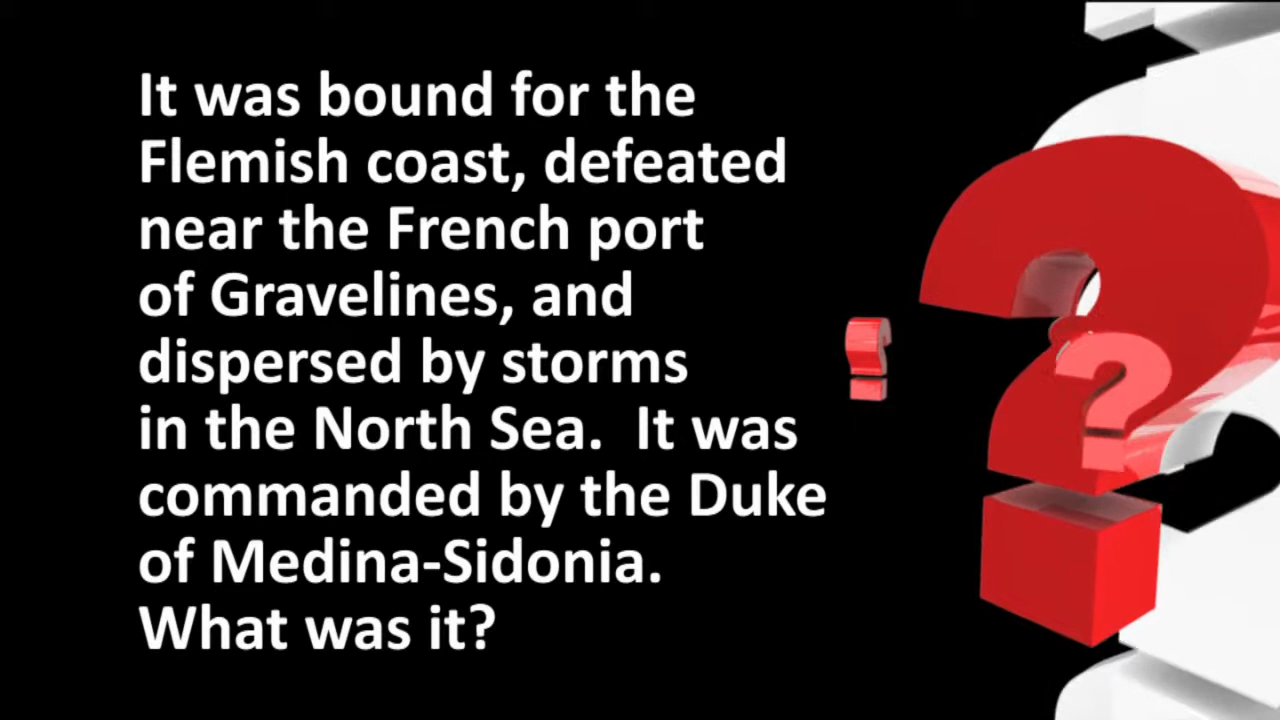 It was bound for the
Flemish coast, defeated
near the French port
of Gravelines, and
dispersed by storms
in the North Sea.  It was
commanded by the Duke
of Medina-Sidonia.
What was it?